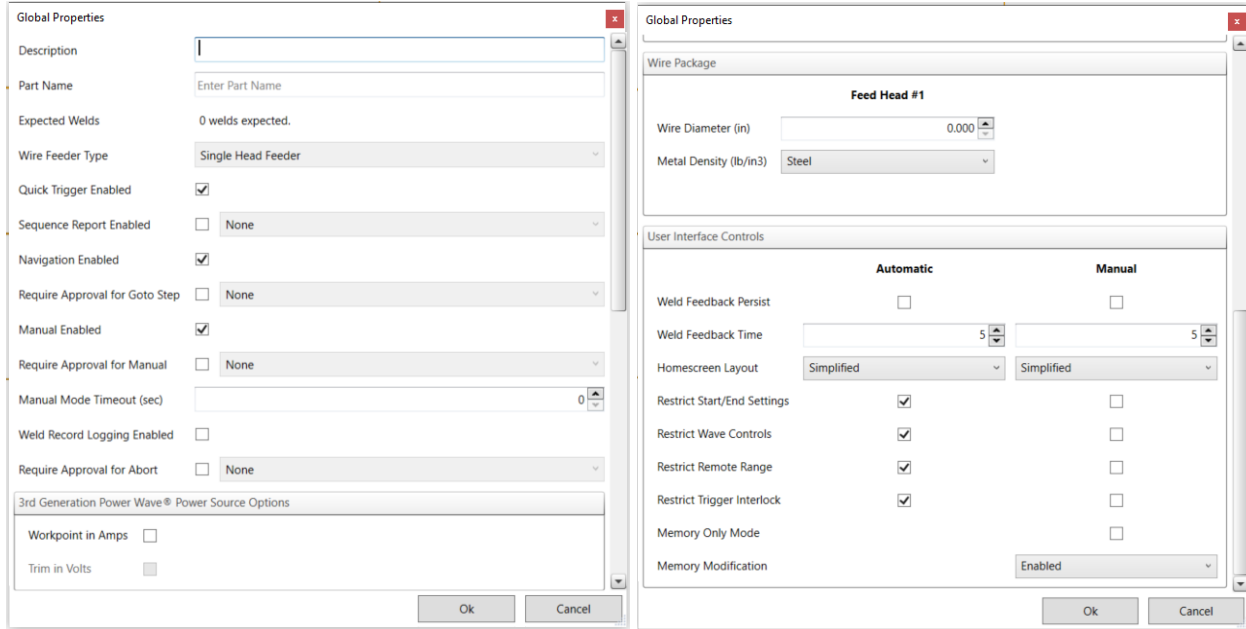 Global Properties
x
Description
Part Name
Enter Part Name
Expected Welds
0 welds expected.
Wire Feeder Type
Single Head Feeder
Quick Trigger Enabled
Sequence Report Enabled
None
Navigation Enabled
Require Approval for Goto Step
None
Manual Enabled
Require Approval for Manual
None
Manual Mode Timeout (sec)
0
Weld Record Logging Enabled
Require Approval for Abort
None
3rd Generation Power Wave® Power Source Options
Workpoint in Amps
Trim in Volts
Ok
Cancel
Global Properties
x
Wire Package
Feed Head #1
Wire Diameter (in)
0.000
Metal Density (lb/in3)
Steel
User Interface Controls
Automatic
Manual
Weld Feedback Persist
Weld Feedback Time
5
5
Homescreen Layout
Simplified
Simplified
Restrict Start/End Settings
Restrict Wave Controls
Restrict Remote Range
Restrict Trigger Interlock
Memory Only Mode
Memory Modification
Enabled
Ok
Cancel